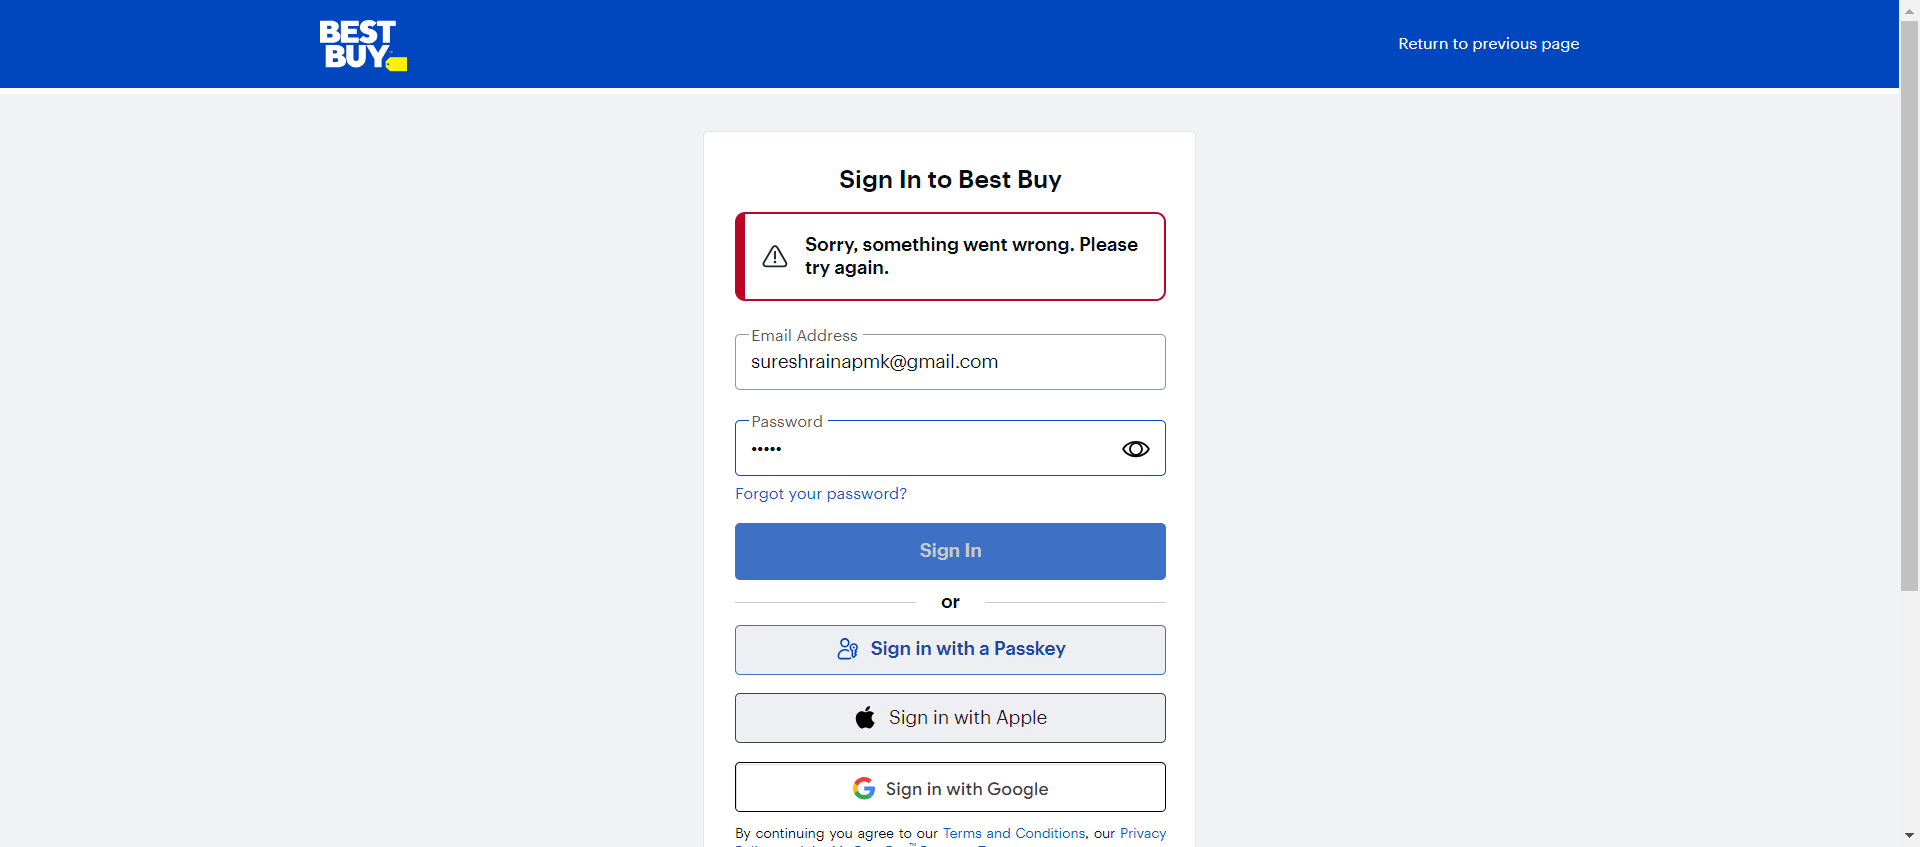 BEST
BUY
Return to previous page
Sign In to Best Buy
Sorry, something went wrong. Please
try again.
Email Address
sureshrainapmk@gmail.com
Password
•••••
Forgot your password?
Sign In
or
Sign in with a Passkey
Sign in with Apple
Sign in with Google
By continuing you agree to our Terms and Conditions, our Privacy